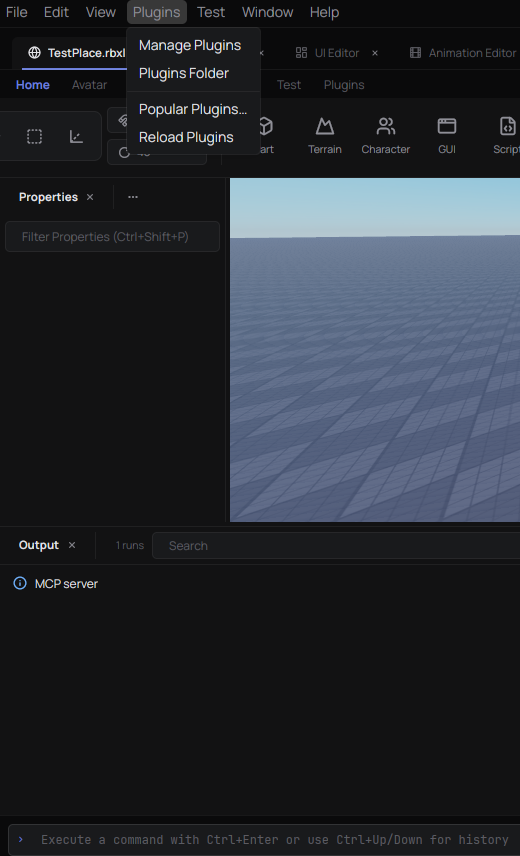 File Edit View Plugins Test Window Help
TestPlace.rbxl UI Editor Animation Editor
Manage Plugins
Plugins Folder
Popular Plugins...
Reload Plugins
Home Avatar Test Plugins
Terrain Character GUI Script
Properties
Filter Properties (Ctrl+Shift+P)
Output 1 runs Search
MCP server
> Execute a command with Ctrl+Enter or use Ctrl+Up/Down for history